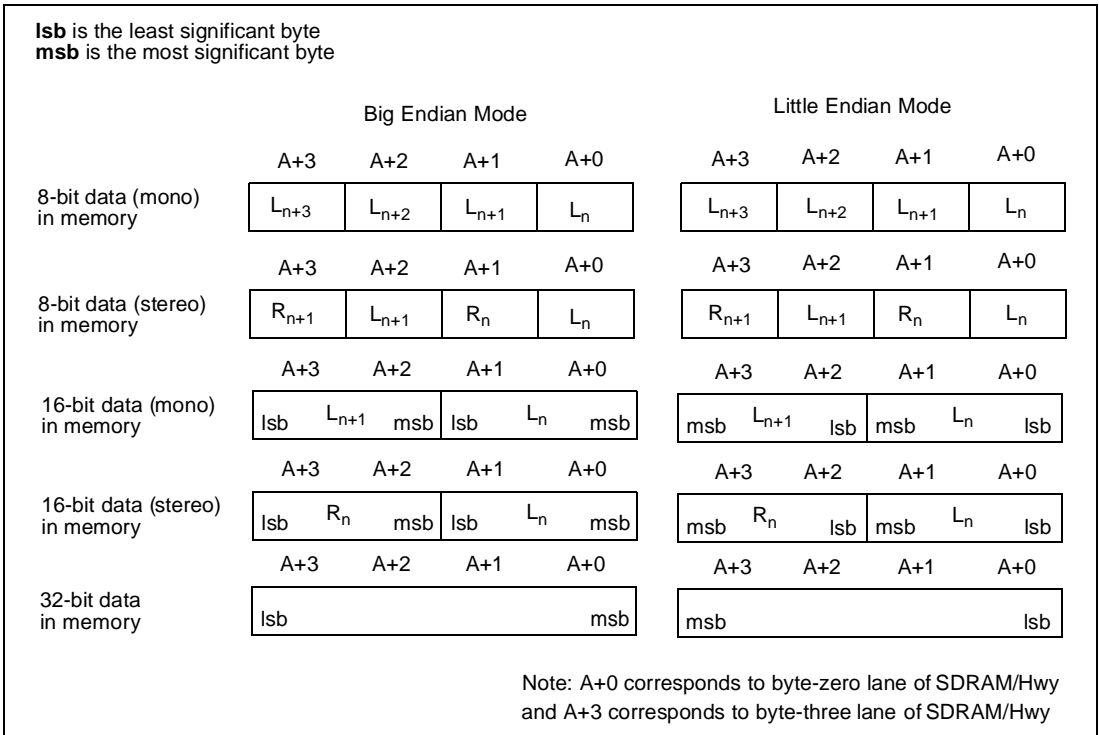 lsb is the least significant byte
msb is the most significant byte
Big Endian Mode Little Endian Mode
A+3 A+2 A+1 A+0 A+3 A+2 A+1 A+0
8-bit data (mono)
in memory
Ln+3 Ln+2 Ln+1 Ln Ln+3 Ln+2 Ln+1 Ln
A+3 A+2 A+1 A+0 A+3 A+2 A+1 A+0
8-bit data (stereo)
in memory
Rn+1 Ln+1 Rn Ln Rn+1 Ln+1 Rn Ln
A+3 A+2 A+1 A+0 A+3 A+2 A+1 A+0
16-bit data (mono)
in memory
lsb Ln+1 msb lsb Ln msb msb Ln+1 lsb msb Ln lsb
A+3 A+2 A+1 A+0 A+3 A+2 A+1 A+0
16-bit data (stereo)
in memory
lsb Rn msb lsb Ln msb msb Rn lsb msb Ln lsb
A+3 A+2 A+1 A+0 A+3 A+2 A+1 A+0
32-bit data
in memory
lsb msb msb lsb
Note: A+0 corresponds to byte-zero lane of SDRAM/Hwy
and A+3 corresponds to byte-three lane of SDRAM/Hwy